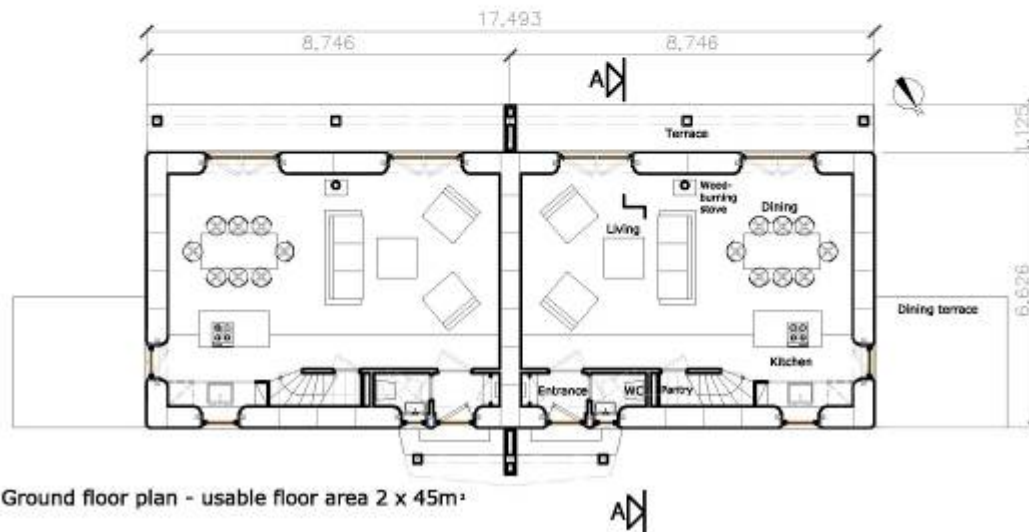 17,493
8,746
8,746
A
1,125
Terrace
Wood-
burning
stove
Dining
Living
6,626
Dining terrace
Kitchen
Entrance
WC
Pantry
Ground floor plan - usable floor area 2 x 45m²
A